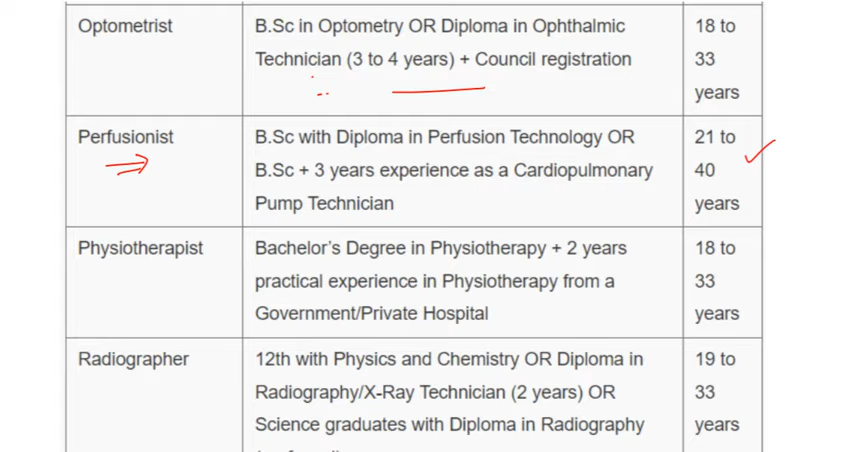 Optometrist
B.Sc in Optometry OR Diploma in Ophthalmic
Technician (3 to 4 years) + Council registration
18 to
33
years
Perfusionist
B.Sc with Diploma in Perfusion Technology OR
B.Sc + 3 years experience as a Cardiopulmonary
Pump Technician
21 to
40
years
Physiotherapist
Bachelor’s Degree in Physiotherapy + 2 years
practical experience in Physiotherapy from a
Government/Private Hospital
18 to
33
years
Radiographer
12th with Physics and Chemistry OR Diploma in
Radiography/X-Ray Technician (2 years) OR
Science graduates with Diploma in Radiography
19 to
33
years